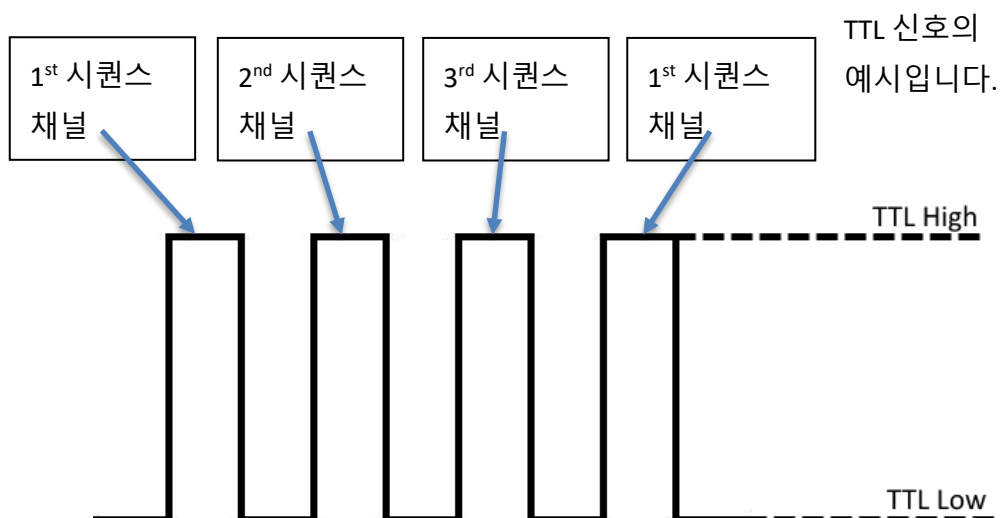 TTL 신호의
예시입니다.
1st 시퀀스
채널
2nd 시퀀스
채널
3rd 시퀀스
채널
1st 시퀀스
채널
TTL High
TTL Low